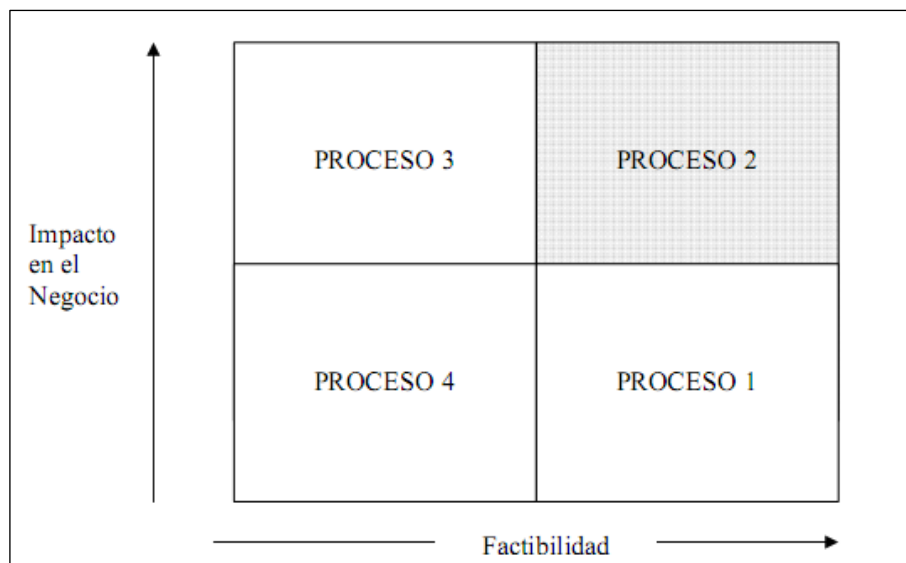 PROCESO 3
PROCESO 2
Impacto
en el
Negocio
PROCESO 4
PROCESO 1
Factibilidad